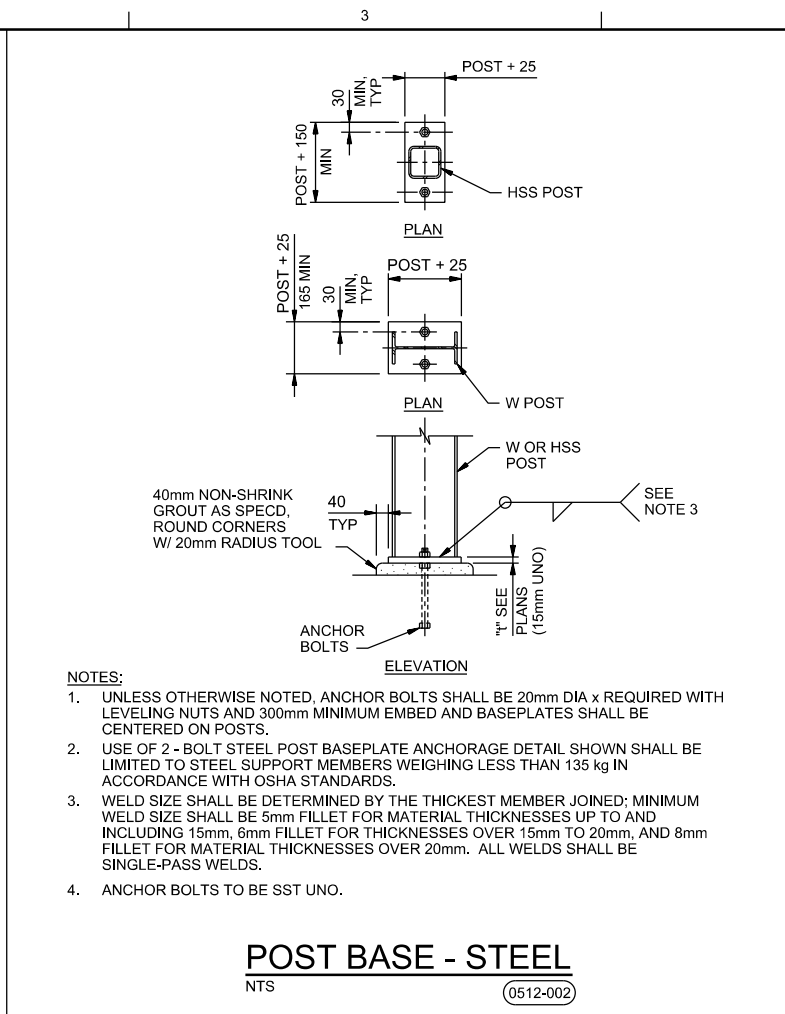 3
POST + 25
30
MIN,
TYP
POST + 150
MIN
HSS POST
PLAN
POST + 25
165 MIN
30
MIN,
TYP
POST + 25
W POST
PLAN
W OR HSS
POST
40mm NON-SHRINK
GROUT AS SPECD,
ROUND CORNERS
W/ 20mm RADIUS TOOL
40
TYP
SEE
NOTE 3
"t" SEE
PLANS
(15mm UNO)
ANCHOR
BOLTS
ELEVATION
NOTES:
1. UNLESS OTHERWISE NOTED, ANCHOR BOLTS SHALL BE 20mm DIA x REQUIRED WITH
LEVELING NUTS AND 300mm MINIMUM EMBED AND BASEPLATES SHALL BE
CENTERED ON POSTS.
2. USE OF 2 - BOLT STEEL POST BASEPLATE ANCHORAGE DETAIL SHOWN SHALL BE
LIMITED TO STEEL SUPPORT MEMBERS WEIGHING LESS THAN 135 kg IN
ACCORDANCE WITH OSHA STANDARDS.
3. WELD SIZE SHALL BE DETERMINED BY THE THICKEST MEMBER JOINED; MINIMUM
WELD SIZE SHALL BE 5mm FILLET FOR MATERIAL THICKNESSES UP TO AND
INCLUDING 15mm, 6mm FILLET FOR THICKNESSES OVER 15mm TO 20mm, AND 8mm
FILLET FOR MATERIAL THICKNESSES OVER 20mm. ALL WELDS SHALL BE
SINGLE-PASS WELDS.
4. ANCHOR BOLTS TO BE SST UNO.
POST BASE - STEEL
NTS
0512-002